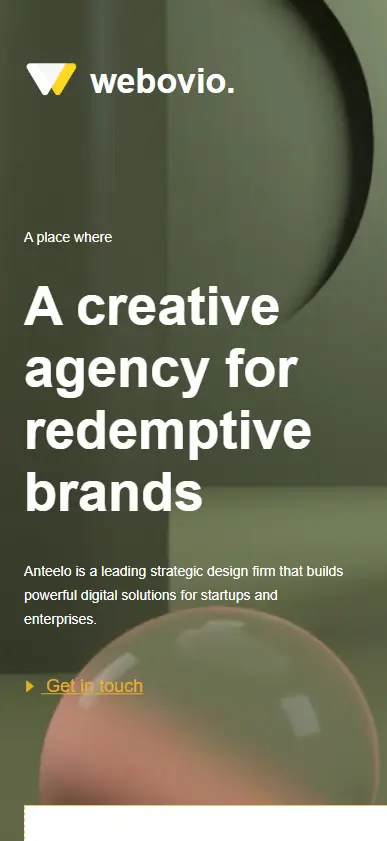 webovio.
A place where
A creative
agency for
redemptive
brands
Anteelo is a leading strategic design firm that builds
powerful digital solutions for startups and
enterprises.
Get in touch